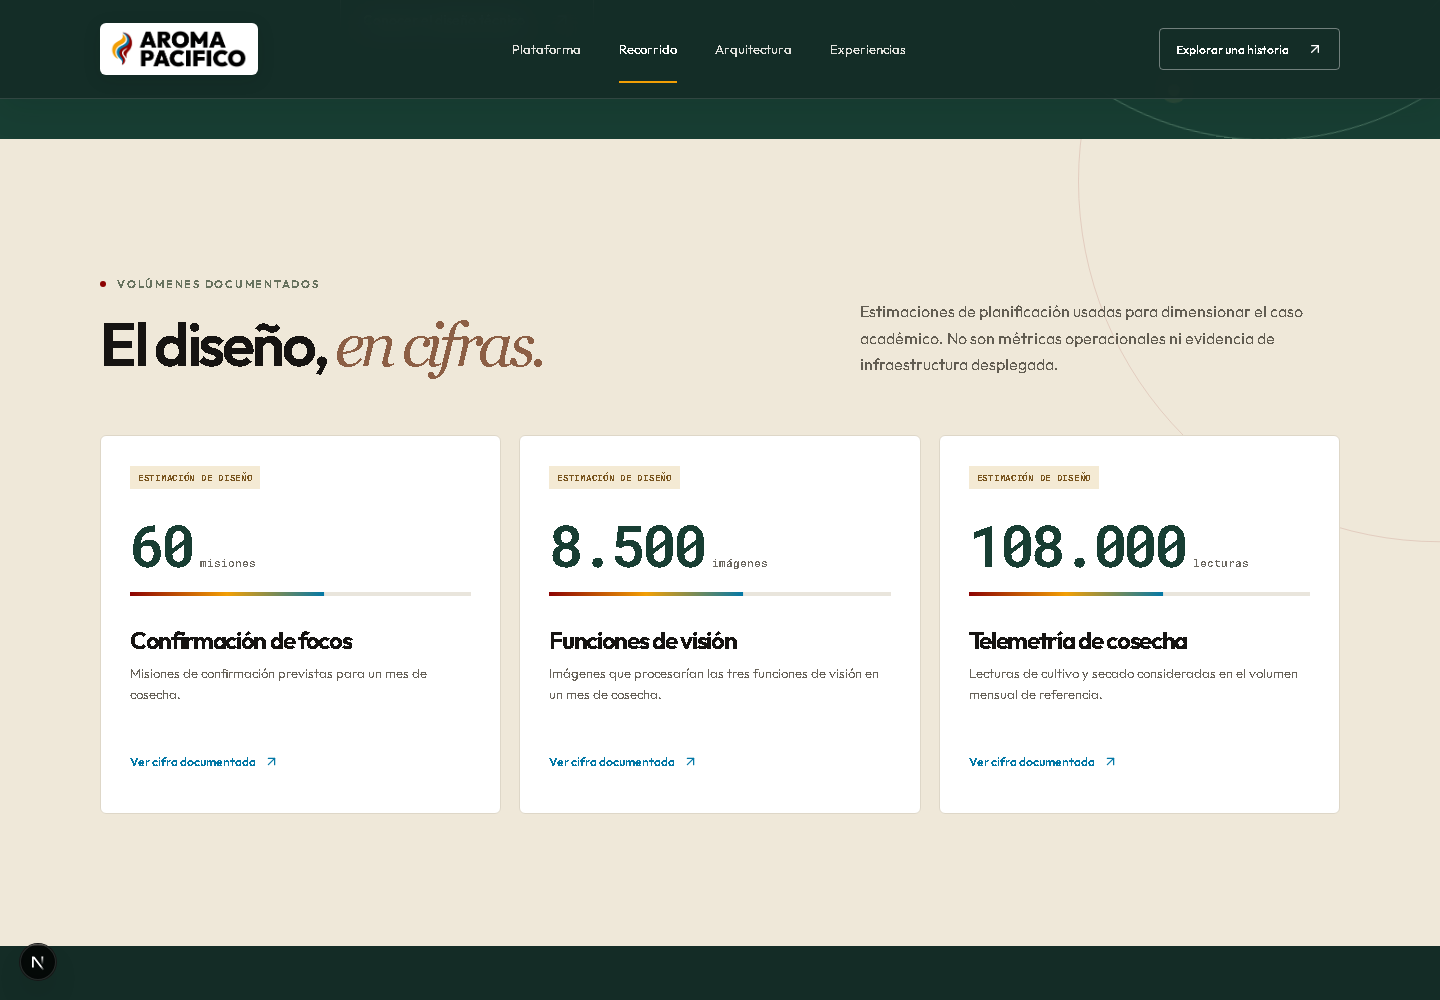 AROMA
PACIFICO
Plataforma
Recorrido
Arquitectura
Experiencias
Explorar una historia
VOLÚMENES DOCUMENTADOS
El diseño, en cifras.
Estimaciones de planificación usadas para dimensionar el caso
académico. No son métricas operacionales ni evidencia de
infraestructura desplegada.
ESTIMACIÓN DE DISEÑO
60 misiones
Confirmación de focos
Misiones de confirmación previstas para un mes de
cosecha.
Ver cifra documentada
ESTIMACIÓN DE DISEÑO
8.500 imágenes
Funciones de visión
Imágenes que procesarían las tres funciones de visión en
un mes de cosecha.
Ver cifra documentada
ESTIMACIÓN DE DISEÑO
108.000 lecturas
Telemetría de cosecha
Lecturas de cultivo y secado consideradas en el volumen
mensual de referencia.
Ver cifra documentada
N